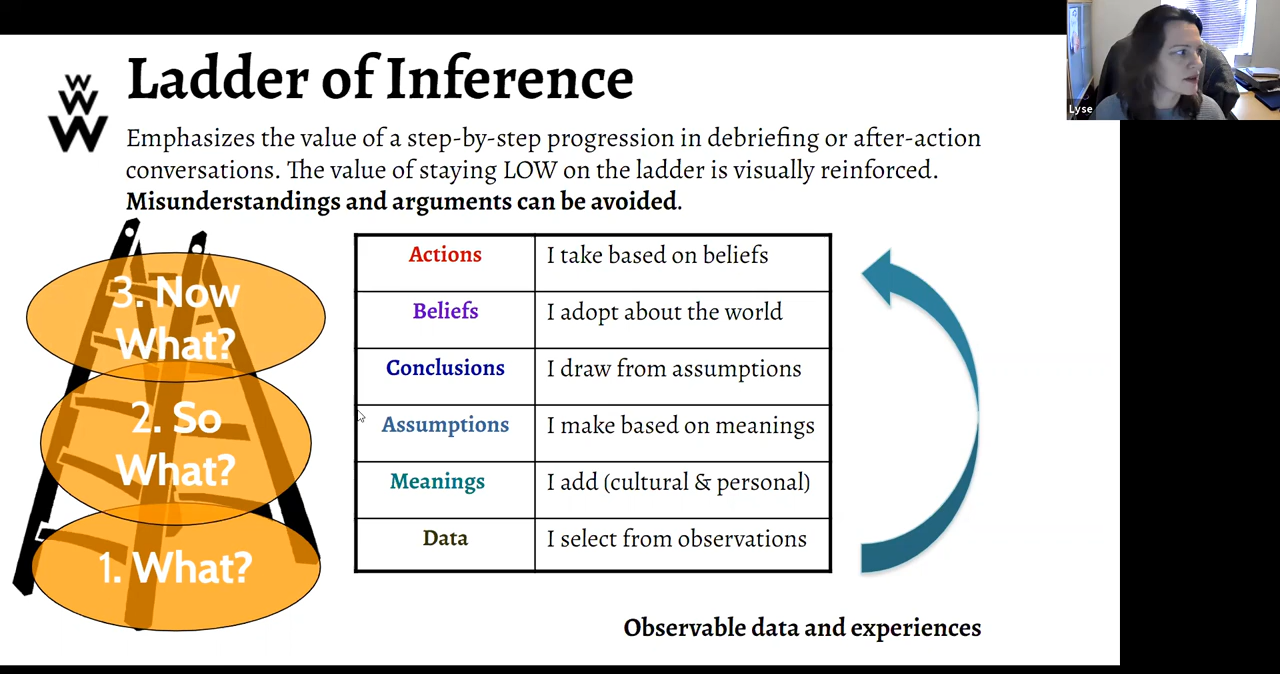 Ladder of Inference
W
W
W
Emphasizes the value of a step-by-step progression in debriefing or after-action
conversations. The value of staying LOW on the ladder is visually reinforced.
Misunderstandings and arguments can be avoided.
3. Now
What?
2. So
What?
1. What?
Actions I take based on beliefs
Beliefs I adopt about the world
Conclusions I draw from assumptions
Assumptions I make based on meanings
Meanings I add (cultural & personal)
Data I select from observations
Observable data and experiences
Lyse